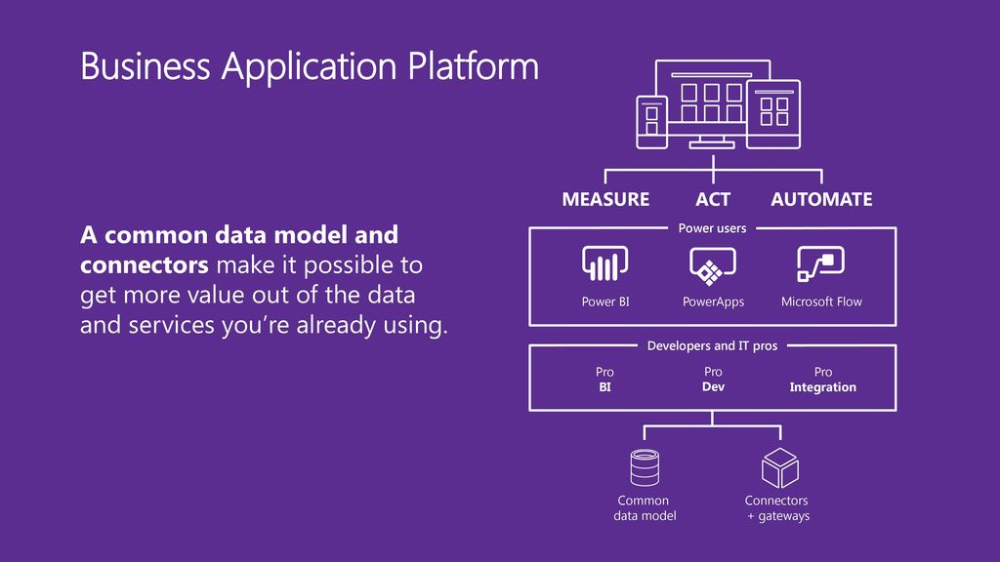 Business Application Platform
A common data model and
connectors make it possible to
get more value out of the data
and services you’re already using.
MEASURE ACT AUTOMATE
Power users
Power BI PowerApps Microsoft Flow
Developers and IT pros
Pro Pro Pro
BI Dev Integration
Common Connectors
data model + gateways